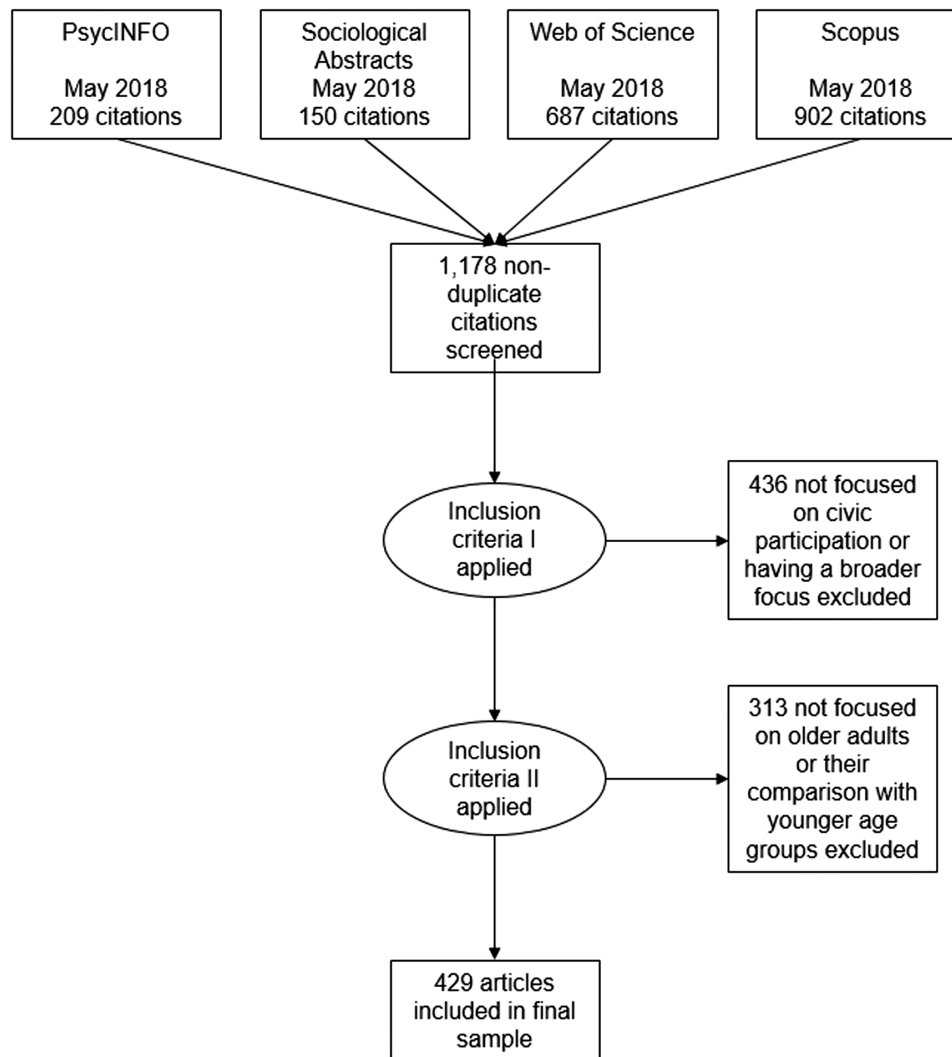 PsycINFO
May 2018
209 citations
Sociological
Abstracts
May 2018
150 citations
Web of Science
May 2018
687 citations
Scopus
May 2018
902 citations
1,178 non-
duplicate
citations
screened
Inclusion
criteria I
applied
436 not focused
on civic
participation or
having a broader
focus excluded
Inclusion
criteria II
applied
313 not focused
on older adults
or their
comparison with
younger age
groups excluded
429 articles
included in final
sample